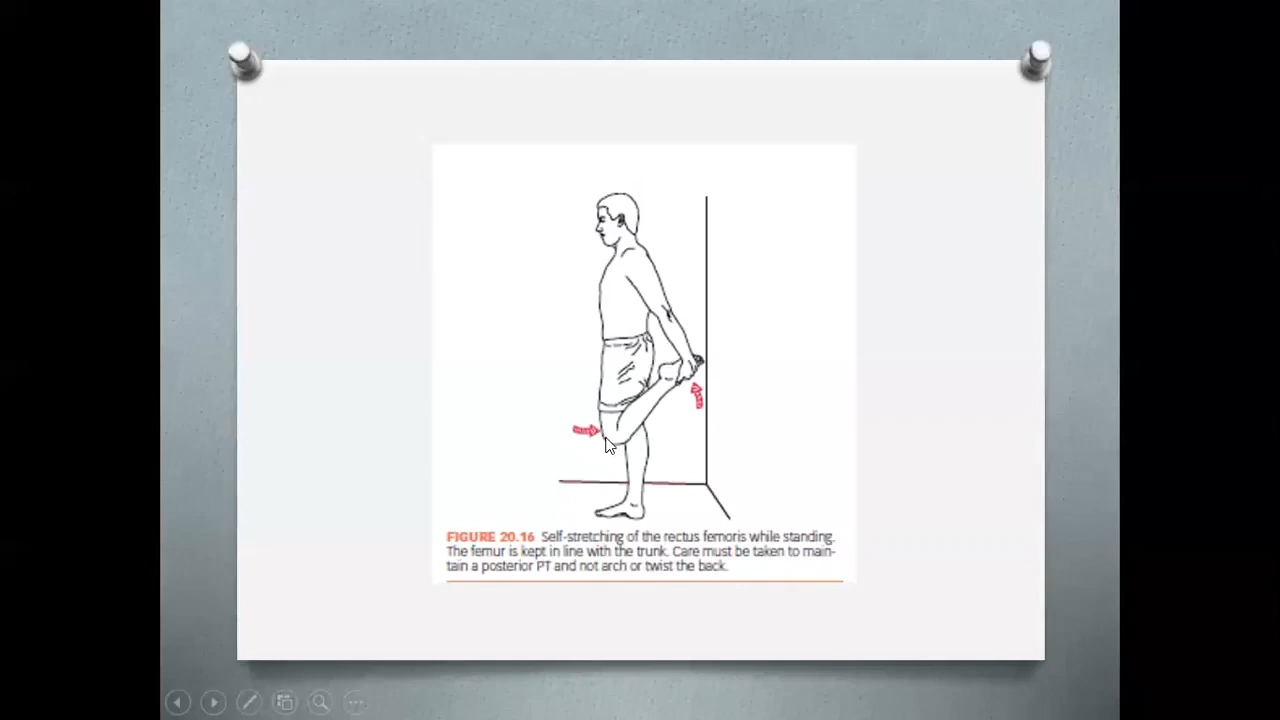 FIGURE 20.16 Self-stretching of the rectus femoris while standing.
The femur is kept in line with the trunk. Care must be taken to main-
tain a posterior PT and not arch or twist the back.